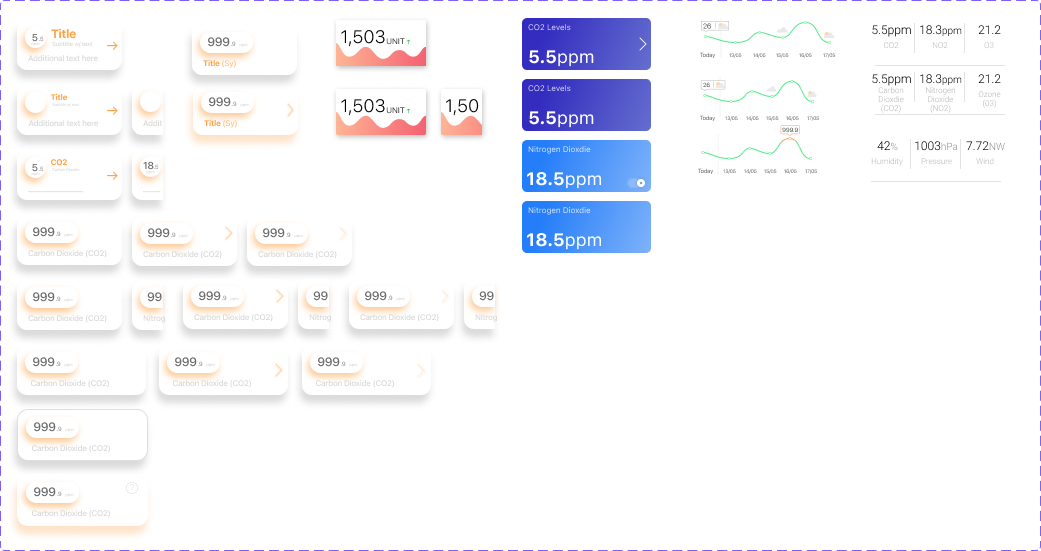 5.5
Title
Subtitle or text
Additional text here
Title
Subtitle or text
Additional text here
Addit
5.5
CO2
Carbon Dioxide
18.5
999.9 ppm
Carbon Dioxide (CO2)
999.9 ppm
Carbon Dioxide (CO2)
999.9 ppm
Carbon Dioxide (CO2)
999.9 ppm
Carbon Dioxide (CO2)
99
Nitrog
999.9 ppm
Carbon Dioxide (CO2)
99
Nitrog
999.9 ppm
Carbon Dioxide (CO2)
99
Nitrog
999.9 ppm
Carbon Dioxide (CO2)
999.9 ppm
Carbon Dioxide (CO2)
999.9 ppm
Carbon Dioxide (CO2)
999.9 ppm
Carbon Dioxide (CO2)
999.9 ppm
?
Carbon Dioxide (CO2)
999.9 ppm
Title (Sy)
999.9 ppm
Title (Sy)
1,503 UNIT ↑
1,503 UNIT ↑
1,50
CO2 Levels
5.5ppm
CO2 Levels
5.5ppm
Nitrogen Dioxdie
18.5ppm
Nitrogen Dioxdie
18.5ppm
26
Today 13/05 14/05 15/05 16/05 17/05
26
Today 13/05 14/05 15/05 16/05 17/05
999.9
Today 13/05 14/05 15/05 16/05 17/05
5.5ppm 18.3ppm 21.2
CO2 NO2 O3
5.5ppm 18.3ppm 21.2
Carbon Nitrogen Ozone
Dioxdie Dioxide (03)
(CO2) (NO2)
42% 1003hPa 7.72NW
Humidity Pressure Wind